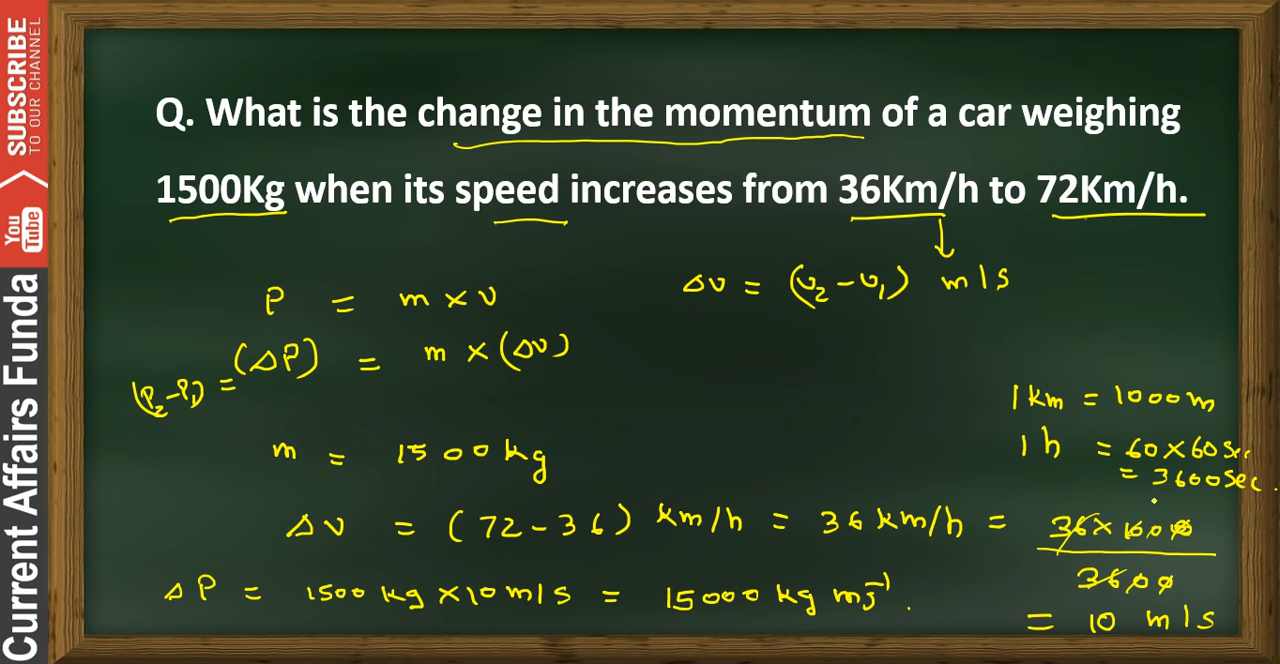 SUBSCRIBE
TO OUR CHANNEL
You Tube
Current Affairs Funda
Q. What is the change in the momentum of a car weighing
1500Kg when its speed increases from 36Km/h to 72Km/h.
Δv = (v₂ - v₁) m/s
P = m × v
(P₂ - P₁) = (ΔP) = m × (Δv)
1 km = 1000m
1 h = 60 × 60 sec
= 3600 sec.
m = 1500 kg
Δv = (72 - 36) km/h = 36 km/h = 36 × 1000 / 3600
= 10 m/s
ΔP = 1500 kg × 10 m/s = 15000 kg ms⁻¹.